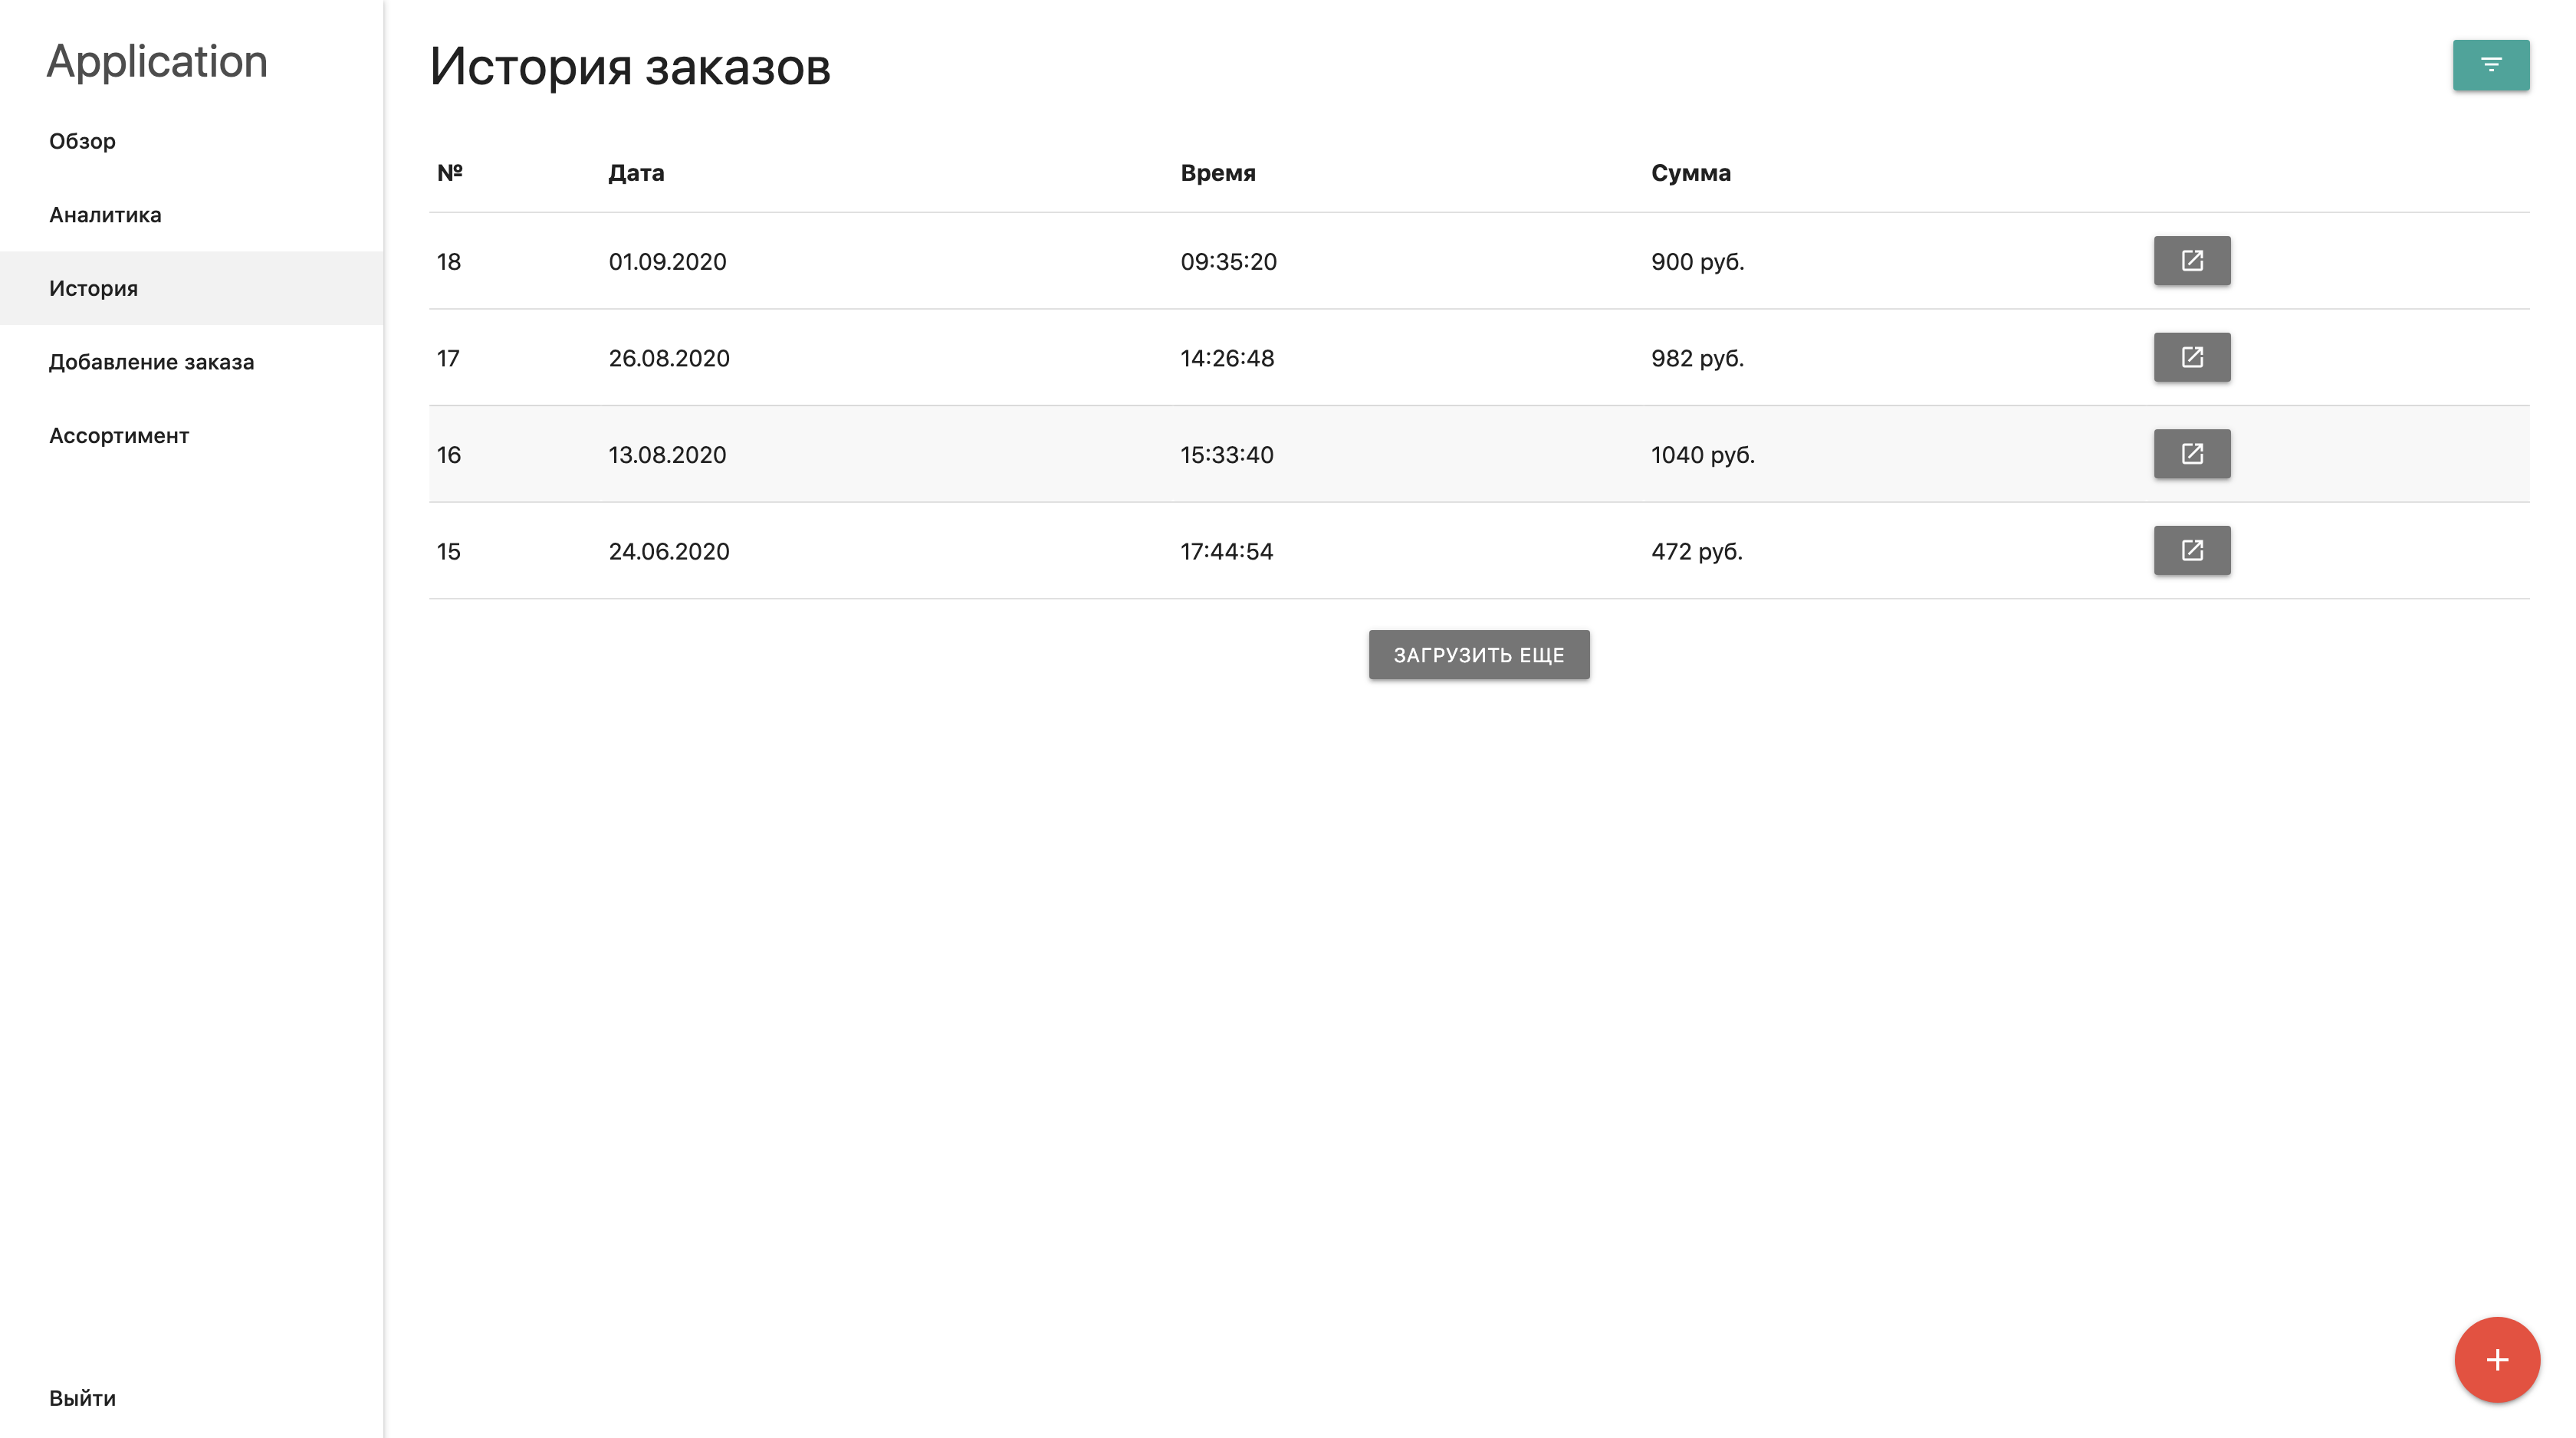 Application
Обзор
Аналитика
История
Добавление заказа
Ассортимент
Выйти
История заказов
№ Дата Время Сумма
18 01.09.2020 09:35:20 900 руб.
17 26.08.2020 14:26:48 982 руб.
16 13.08.2020 15:33:40 1040 руб.
15 24.06.2020 17:44:54 472 руб.
ЗАГРУЗИТЬ ЕЩЕ